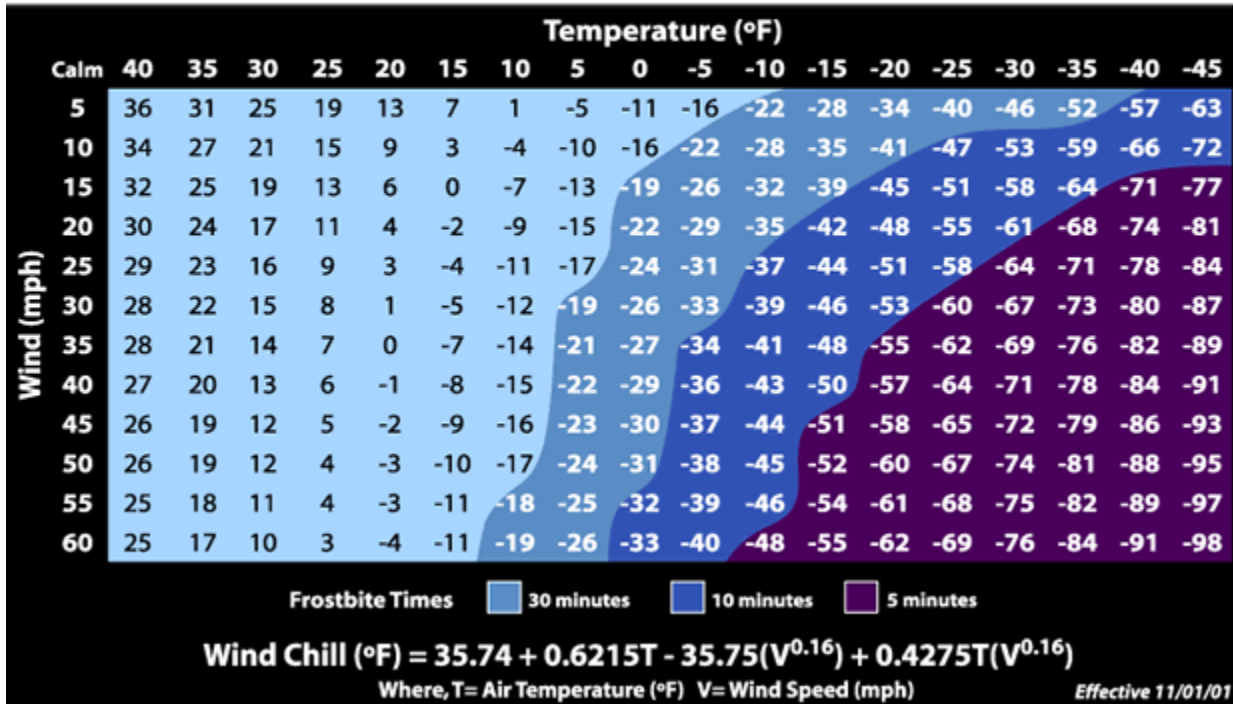 Temperature (ºF)
Calm 40 35 30 25 20 15 10 5 0 -5 -10 -15 -20 -25 -30 -35 -40 -45
5 36 31 25 19 13 7 1 -5 -11 -16 -22 -28 -34 -40 -46 -52 -57 -63
10 34 27 21 15 9 3 -4 -10 -16 -22 -28 -35 -41 -47 -53 -59 -66 -72
15 32 25 19 13 6 0 -7 -13 -19 -26 -32 -39 -45 -51 -58 -64 -71 -77
20 30 24 17 11 4 -2 -9 -15 -22 -29 -35 -42 -48 -55 -61 -68 -74 -81
25 29 23 16 9 3 -4 -11 -17 -24 -31 -37 -44 -51 -58 -64 -71 -78 -84
30 28 22 15 8 1 -5 -12 -19 -26 -33 -39 -46 -53 -60 -67 -73 -80 -87
35 28 21 14 7 0 -7 -14 -21 -27 -34 -41 -48 -55 -62 -69 -76 -82 -89
40 27 20 13 6 -1 -8 -15 -22 -29 -36 -43 -50 -57 -64 -71 -78 -84 -91
45 26 19 12 5 -2 -9 -16 -23 -30 -37 -44 -51 -58 -65 -72 -79 -86 -93
50 26 19 12 4 -3 -10 -17 -24 -31 -38 -45 -52 -60 -67 -74 -81 -88 -95
55 25 18 11 4 -3 -11 -18 -25 -32 -39 -46 -54 -61 -68 -75 -82 -89 -97
60 25 17 10 3 -4 -11 -19 -26 -33 -40 -48 -55 -62 -69 -76 -84 -91 -98
Wind (mph)
Frostbite Times 30 minutes 10 minutes 5 minutes
Wind Chill (ºF) = 35.74 + 0.6215T - 35.75(V0.16) + 0.4275T(V0.16)
Where, T= Air Temperature (ºF) V= Wind Speed (mph) Effective 11/01/01